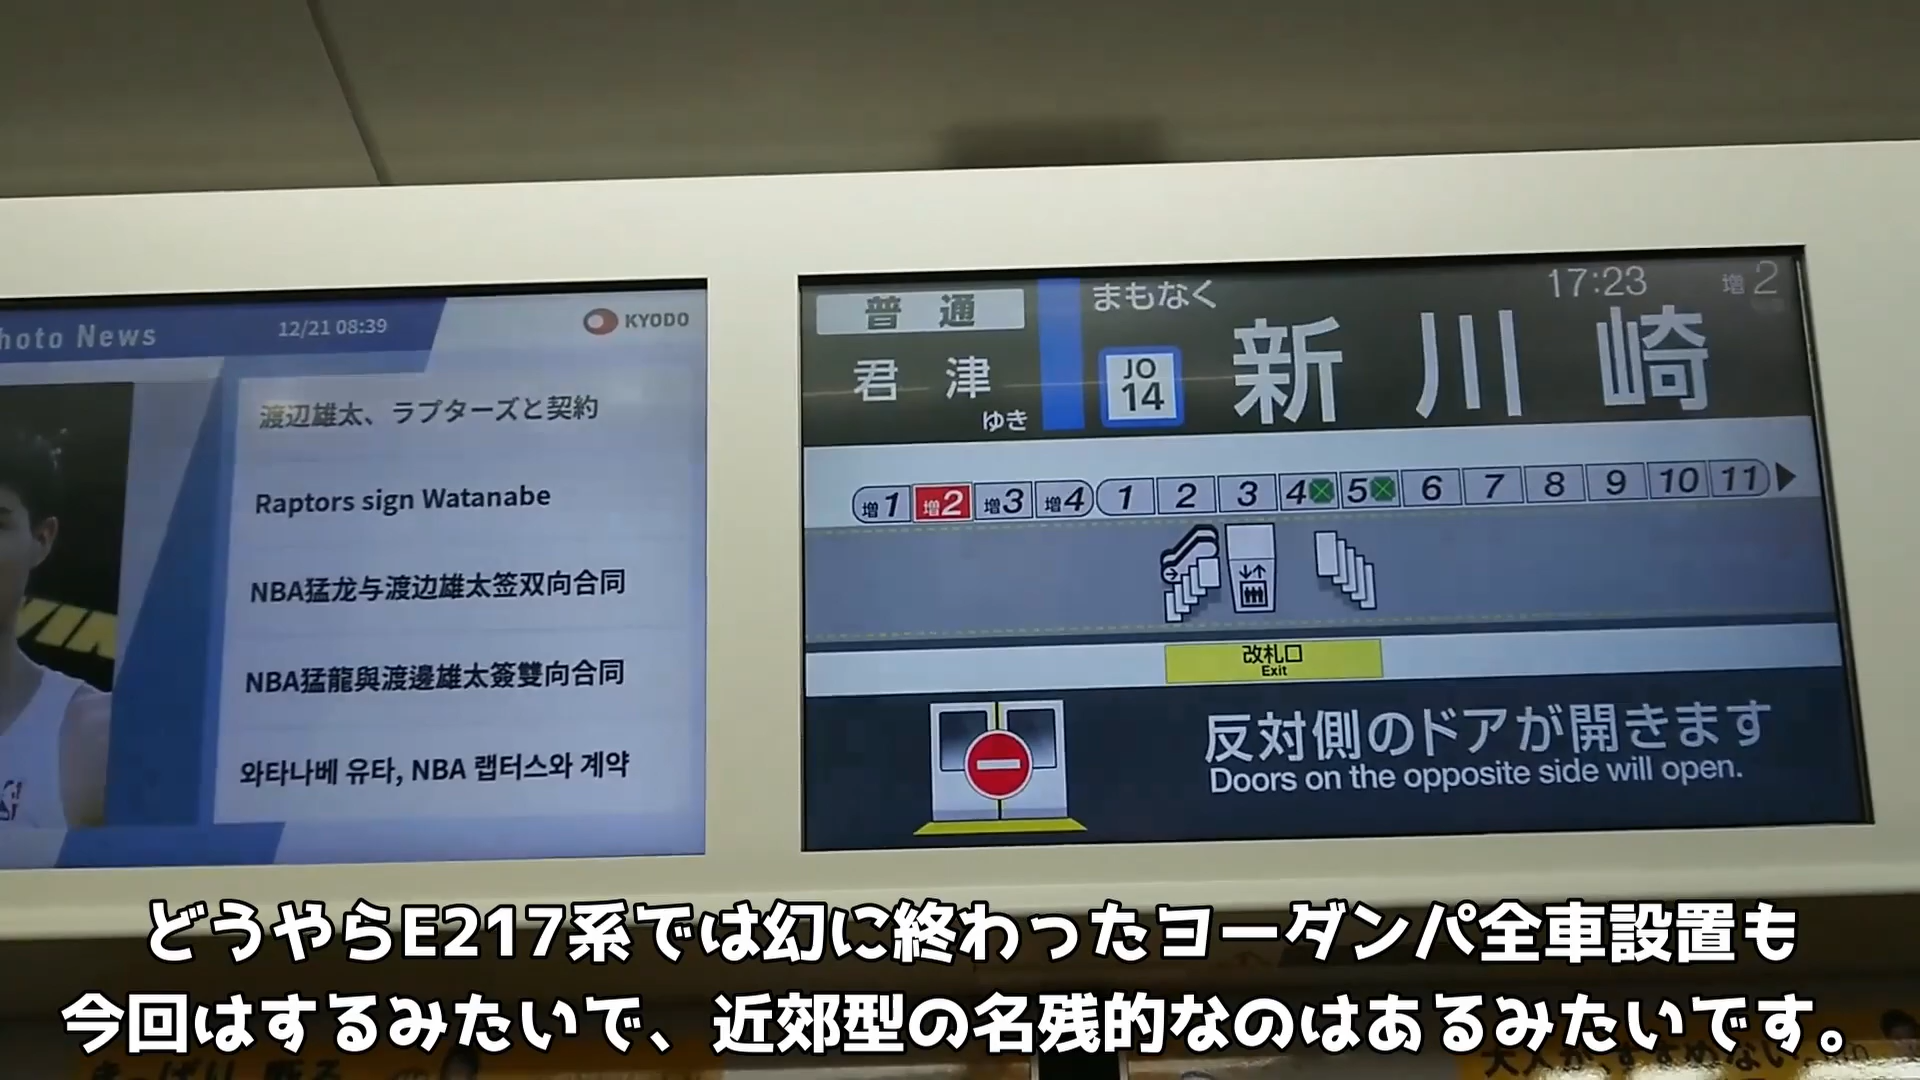 hoto News
12/21 08:39
KYODO
渡辺雄太、ラプターズと契約
Raptors sign Watanabe
NBA猛龙与渡边雄太签双向合同
NBA猛龍與渡邊雄太簽雙向合同
와타나베 유타, NBA 랩터스와 계약
普通
君津
ゆき
まもなく
JO
14
新川崎
17:23
増2
増1 増2 増3 増4 1 2 3 4 5 6 7 8 9 10 11
改札口
Exit
反対側のドアが開きます
Doors on the opposite side will open.
どうやらE217系では幻に終わったヨーダンパ全車設置も
今回はするみたいで、近郊型の名残的なのはあるみたいです。